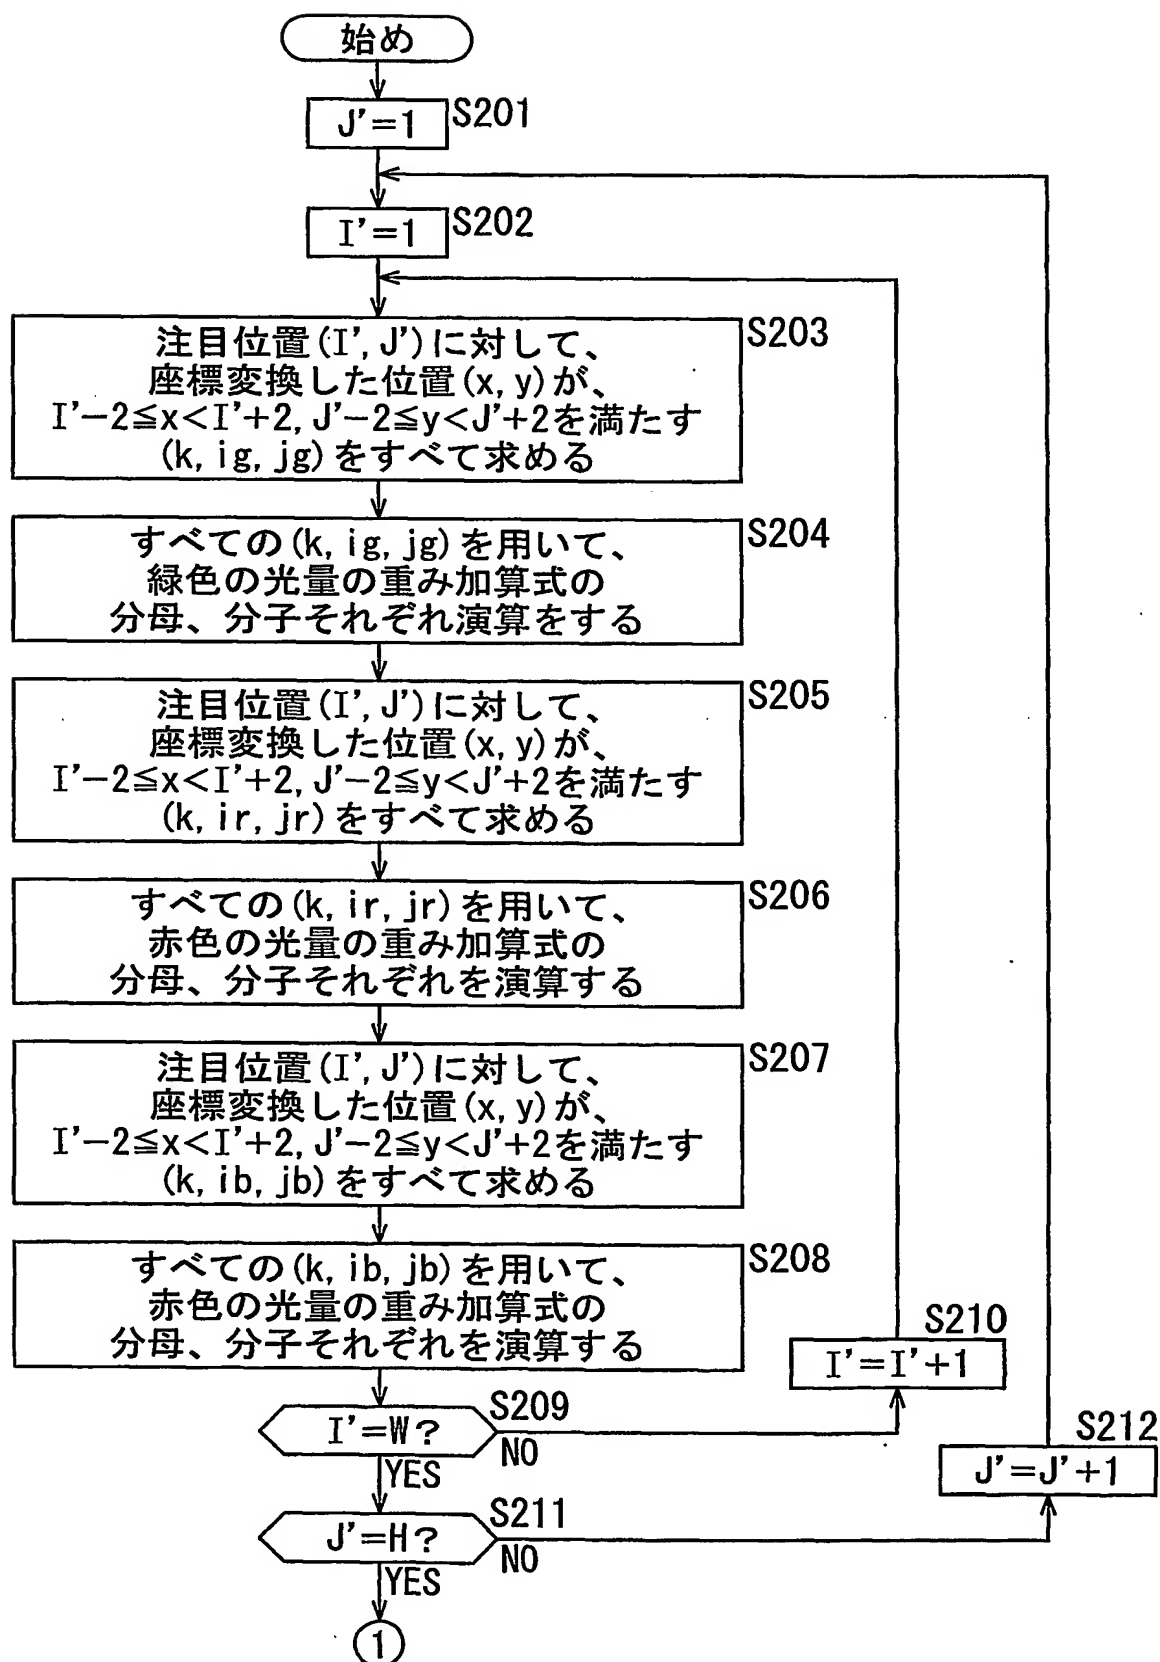 始め
J'=1
S201
I'=1
S202
注目位置(I', J')に対して、
座標変換した位置(x, y)が、
I'−2≦x<I'+2, J'−2≦y<J'+2を満たす
(k, ig, jg)をすべて求める
S203
すべての(k, ig, jg)を用いて、
緑色の光量の重み加算式の
分母、分子それぞれ演算をする
S204
注目位置(I', J')に対して、
座標変換した位置(x, y)が、
I'−2≦x<I'+2, J'−2≦y<J'+2を満たす
(k, ir, jr)をすべて求める
S205
すべての(k, ir, jr)を用いて、
赤色の光量の重み加算式の
分母、分子それぞれを演算する
S206
注目位置(I', J')に対して、
座標変換した位置(x, y)が、
I'−2≦x<I'+2, J'−2≦y<J'+2を満たす
(k, ib, jb)をすべて求める
S207
すべての(k, ib, jb)を用いて、
赤色の光量の重み加算式の
分母、分子それぞれを演算する
S208
I'=W?
S209
NO
YES
S210
I'=I'+1
J'=H?
S211
NO
YES
S212
J'=J'+1
1